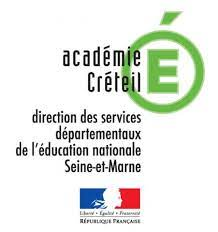 académie
Créteil
É
direction des services
départementaux
de l'éducation nationale
Seine-et-Marne
Liberté • Égalité • Fraternité
RÉPUBLIQUE FRANÇAISE